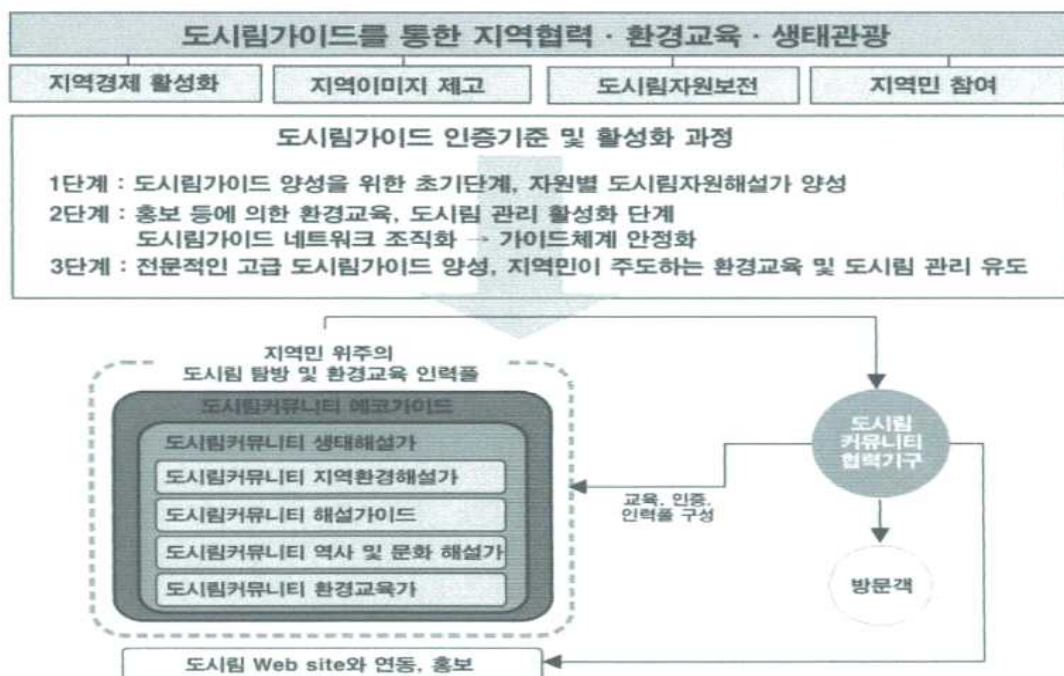 도시림가이드를 통한 지역협력 · 환경교육 · 생태관광
지역경제 활성화
지역이미지 제고
도시림자원보전
지역민 참여
도시림가이드 인증기준 및 활성화 과정
1단계 : 도시림가이드 양성을 위한 초기단계, 자원별 도시림자원해설가 양성
2단계 : 홍보 등에 의한 환경교육, 도시림 관리 활성화 단계
도시림가이드 네트워크 조직화 → 가이드체계 안정화
3단계 : 전문적인 고급 도시림가이드 양성, 지역민이 주도하는 환경교육 및 도시림 관리 유도
지역민 위주의
도시림 탐방 및 환경교육 인력풀
도시림커뮤니티 에코가이드
도시림커뮤니티 생태해설가
도시림커뮤니티 지역환경해설가
도시림커뮤니티 해설가이드
도시림커뮤니티 역사 및 문화 해설가
도시림커뮤니티 환경교육가
교육, 인증,
인력풀 구성
도시림
커뮤니티
협력기구
방문객
도시림 Web site와 연동, 홍보